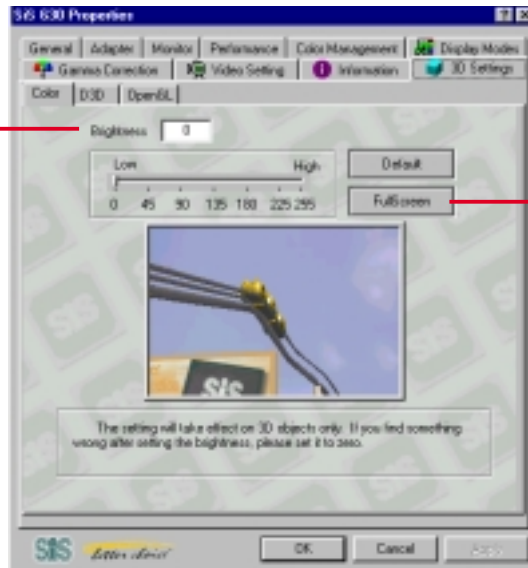 SiS 630 Properties
General Adapter Monitor Performance Color Management Display Modes
Gamma Correction Video Setting Information 3D Settings
Color D3D OpenGL
Brightness 0
Low High
0 45 90 135 180 225 255
Default
FullScreen
SiS
The setting will take effect on 3D objects only. If you find something
wrong after setting the brightness, please set it to zero.
SiS
OK Cancel Apply